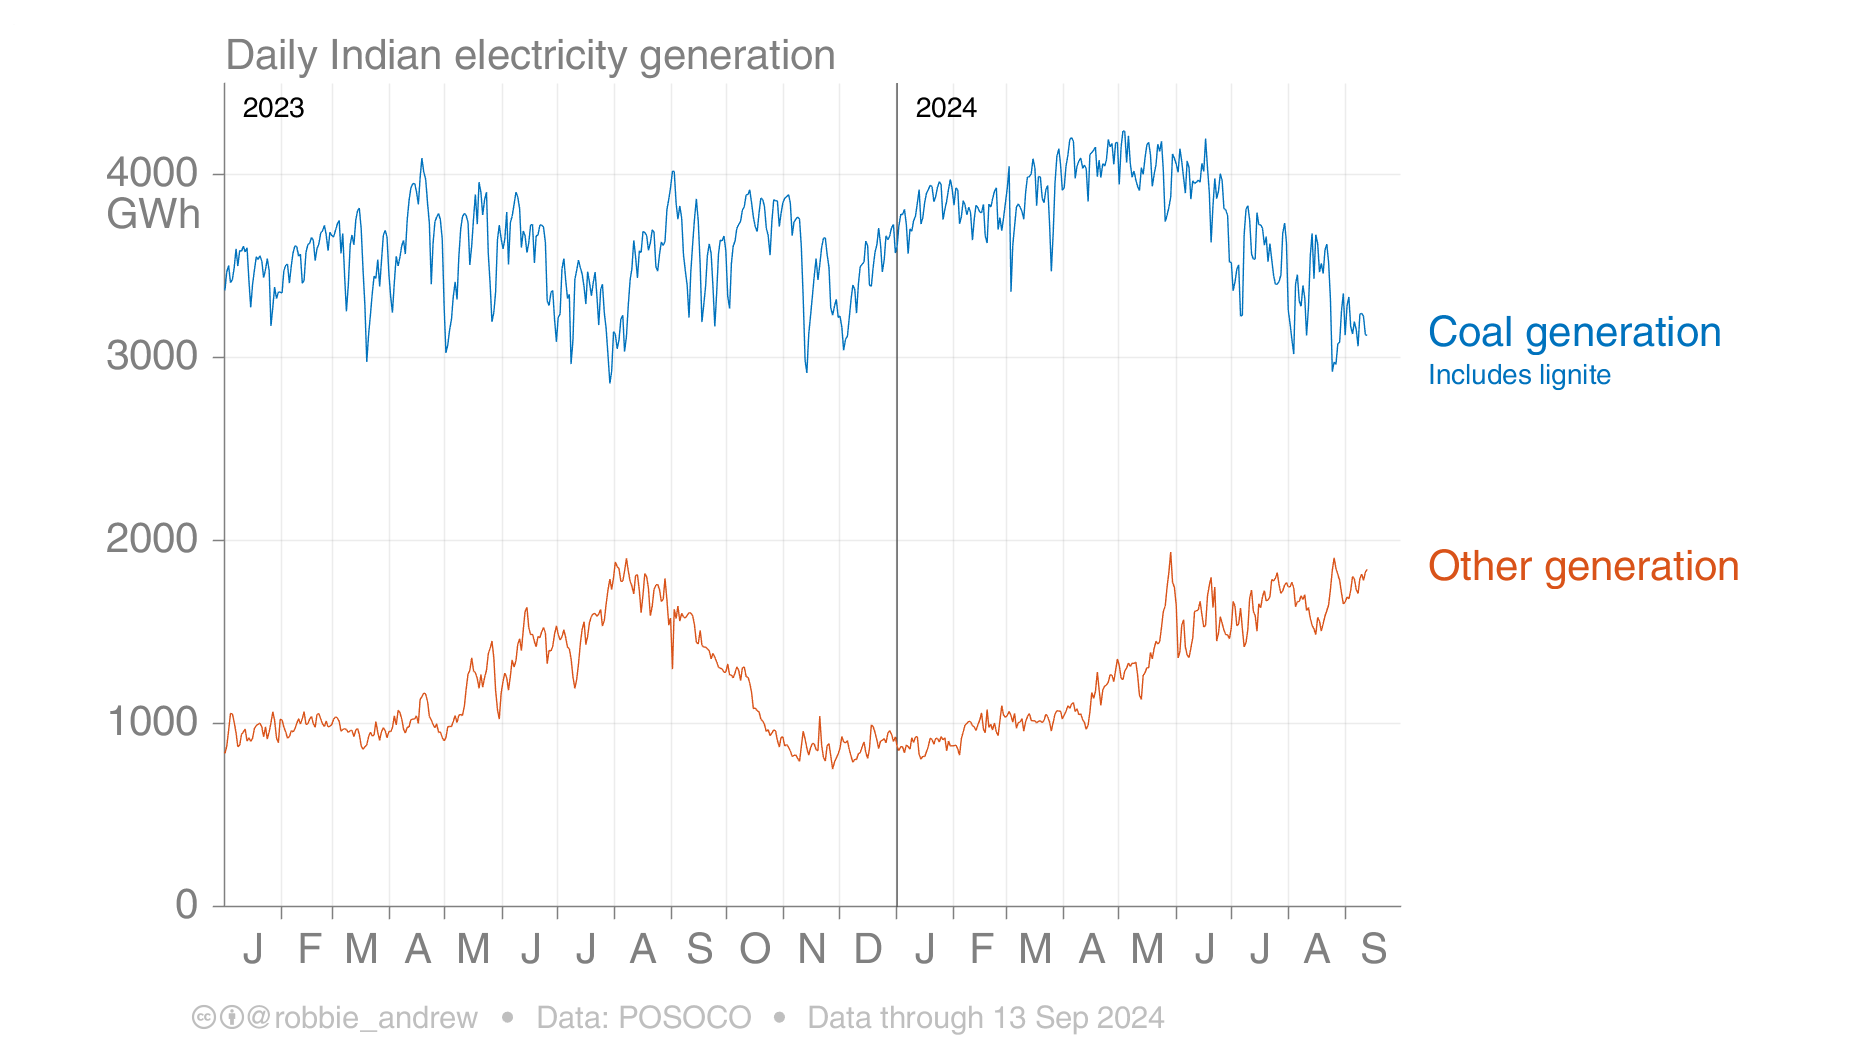 Daily Indian electricity generation
2023
2024
4000
GWh
3000
2000
1000
0
Coal generation
Includes lignite
Other generation
J F M A M J J A S O N D J F M A M J J A S
cc @robbie_andrew • Data: POSOCO • Data through 13 Sep 2024